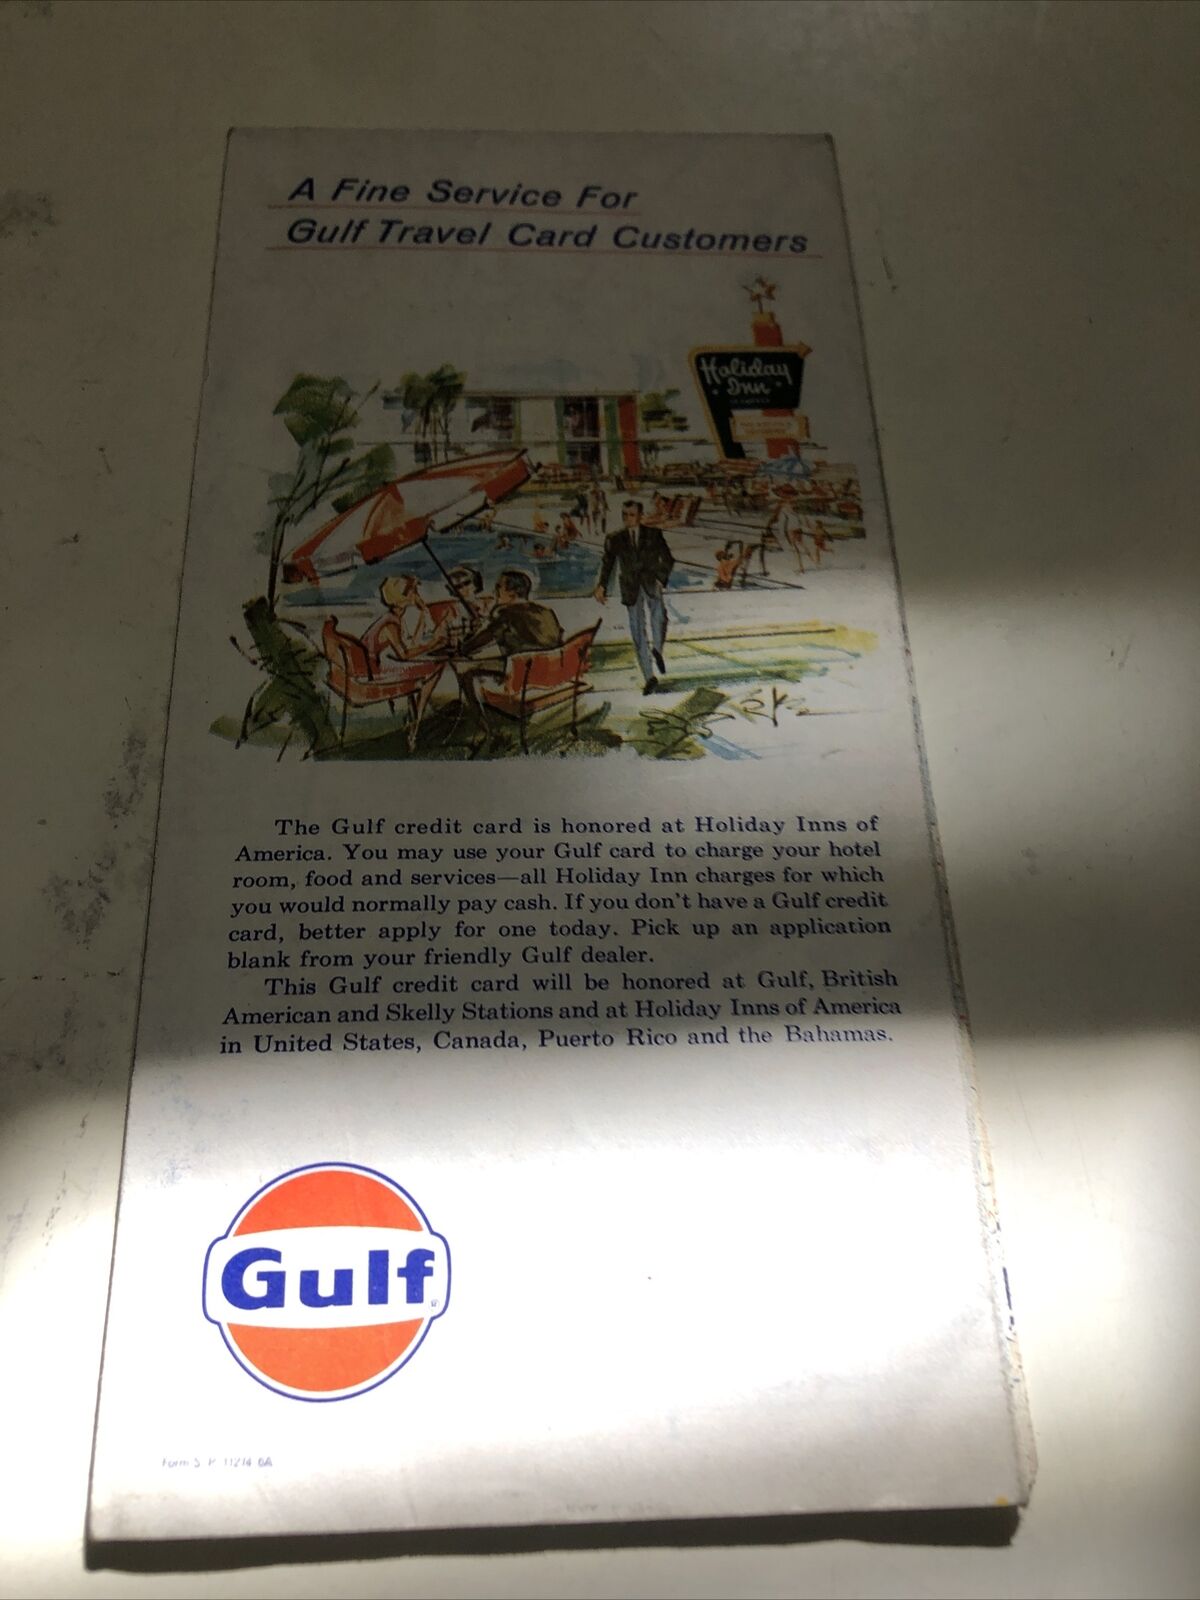 A Fine Service For
Gulf Travel Card Customers
Holiday
Inn
The Gulf credit card is honored at Holiday Inns of
America. You may use your Gulf card to charge your hotel
room, food and services—all Holiday Inn charges for which
you would normally pay cash. If you don't have a Gulf credit
card, better apply for one today. Pick up an application
blank from your friendly Gulf dealer.
This Gulf credit card will be honored at Gulf, British
American and Skelly Stations and at Holiday Inns of America
in United States, Canada, Puerto Rico and the Bahamas.
Gulf
Form S